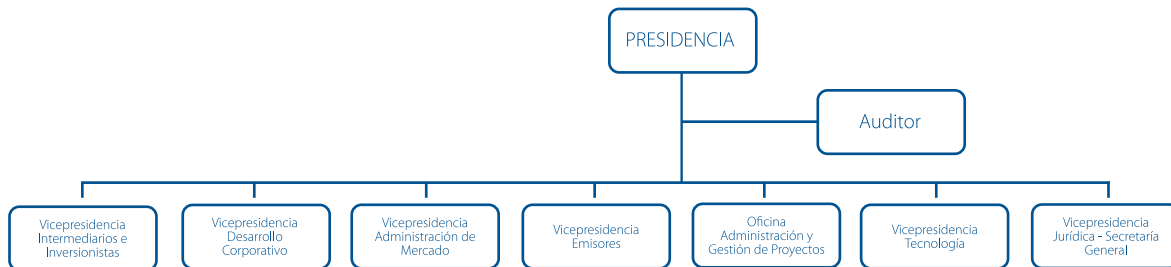 PRESIDENCIA
Auditor
Vicepresidencia
Intermediarios e
Inversionistas
Vicepresidencia
Desarrollo
Corporativo
Vicepresidencia
Administración de
Mercado
Vicepresidencia
Emisores
Oficina
Administración y
Gestión de Proyectos
Vicepresidencia
Tecnología
Vicepresidencia
Jurídica - Secretaría
General